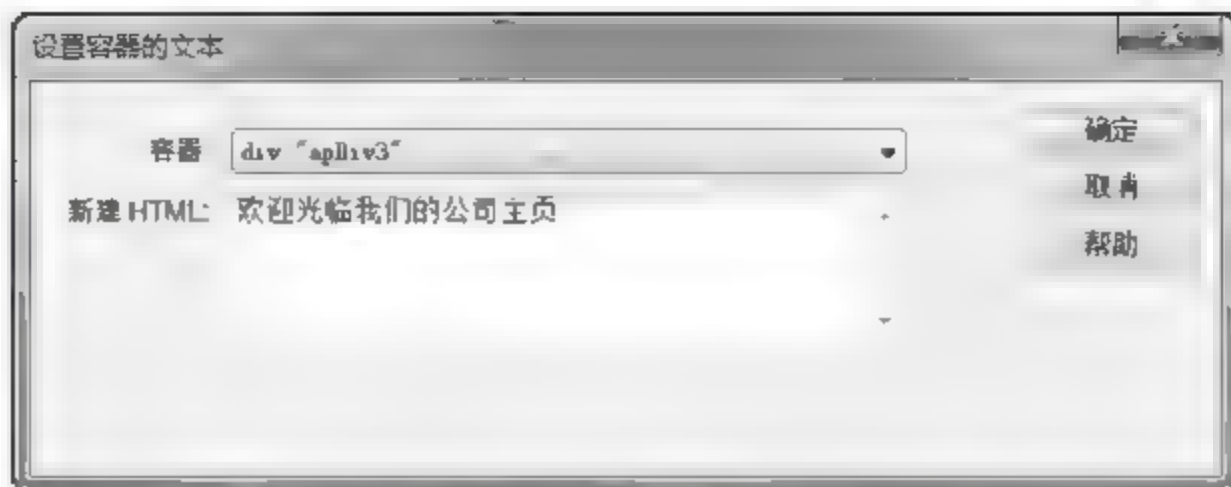 设置容器的文本
容器 div "apDiv3"
确定
新建 HTML: 欢迎光临我们的公司主页
取消
帮助